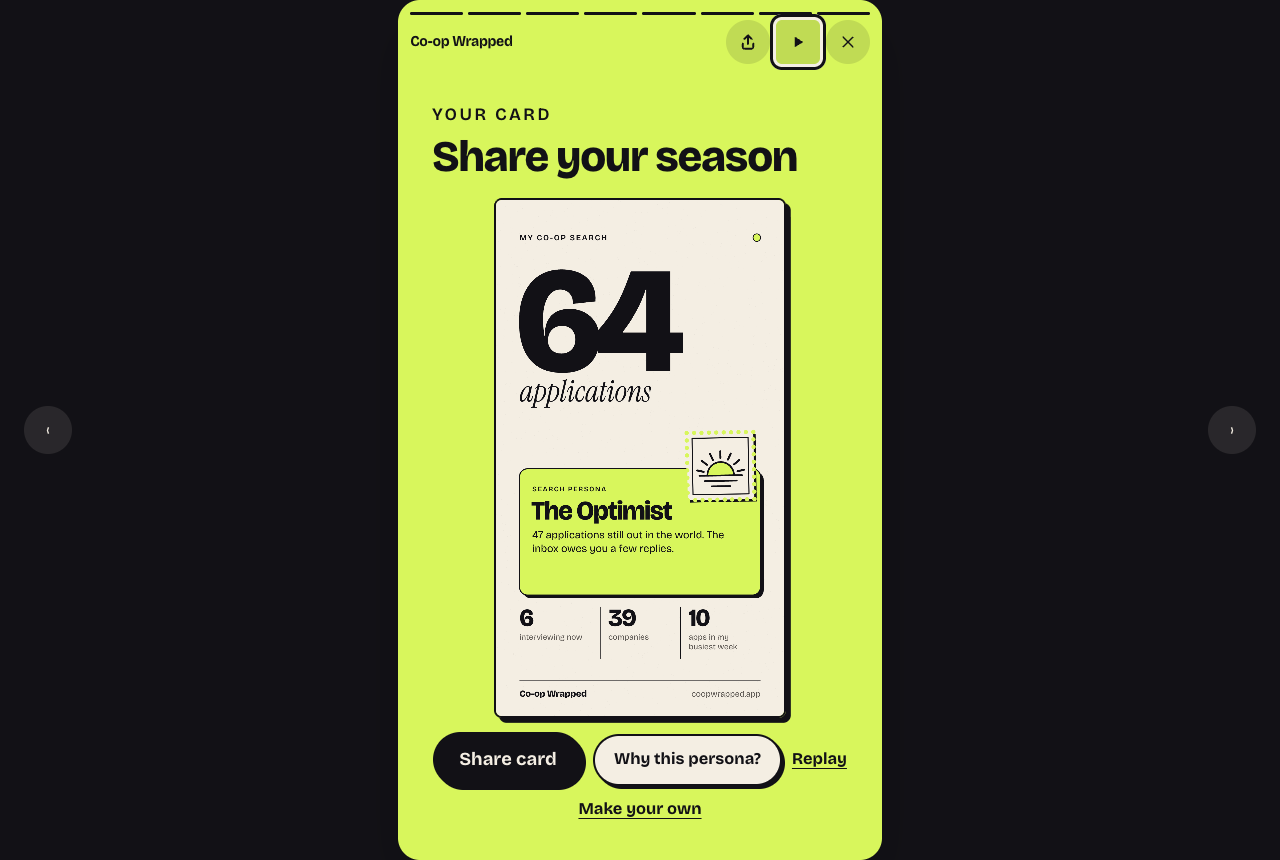 Co-op Wrapped
YOUR CARD
Share your season
MY CO-OP SEARCH
64
applications
SEARCH PERSONA
The Optimist
47 applications still out in the world. The
inbox owes you a few replies.
6
interviewing now
39
companies
10
apps in my
busiest week
Co-op Wrapped
coopwrapped.app
Share card
Why this persona?
Replay
Make your own